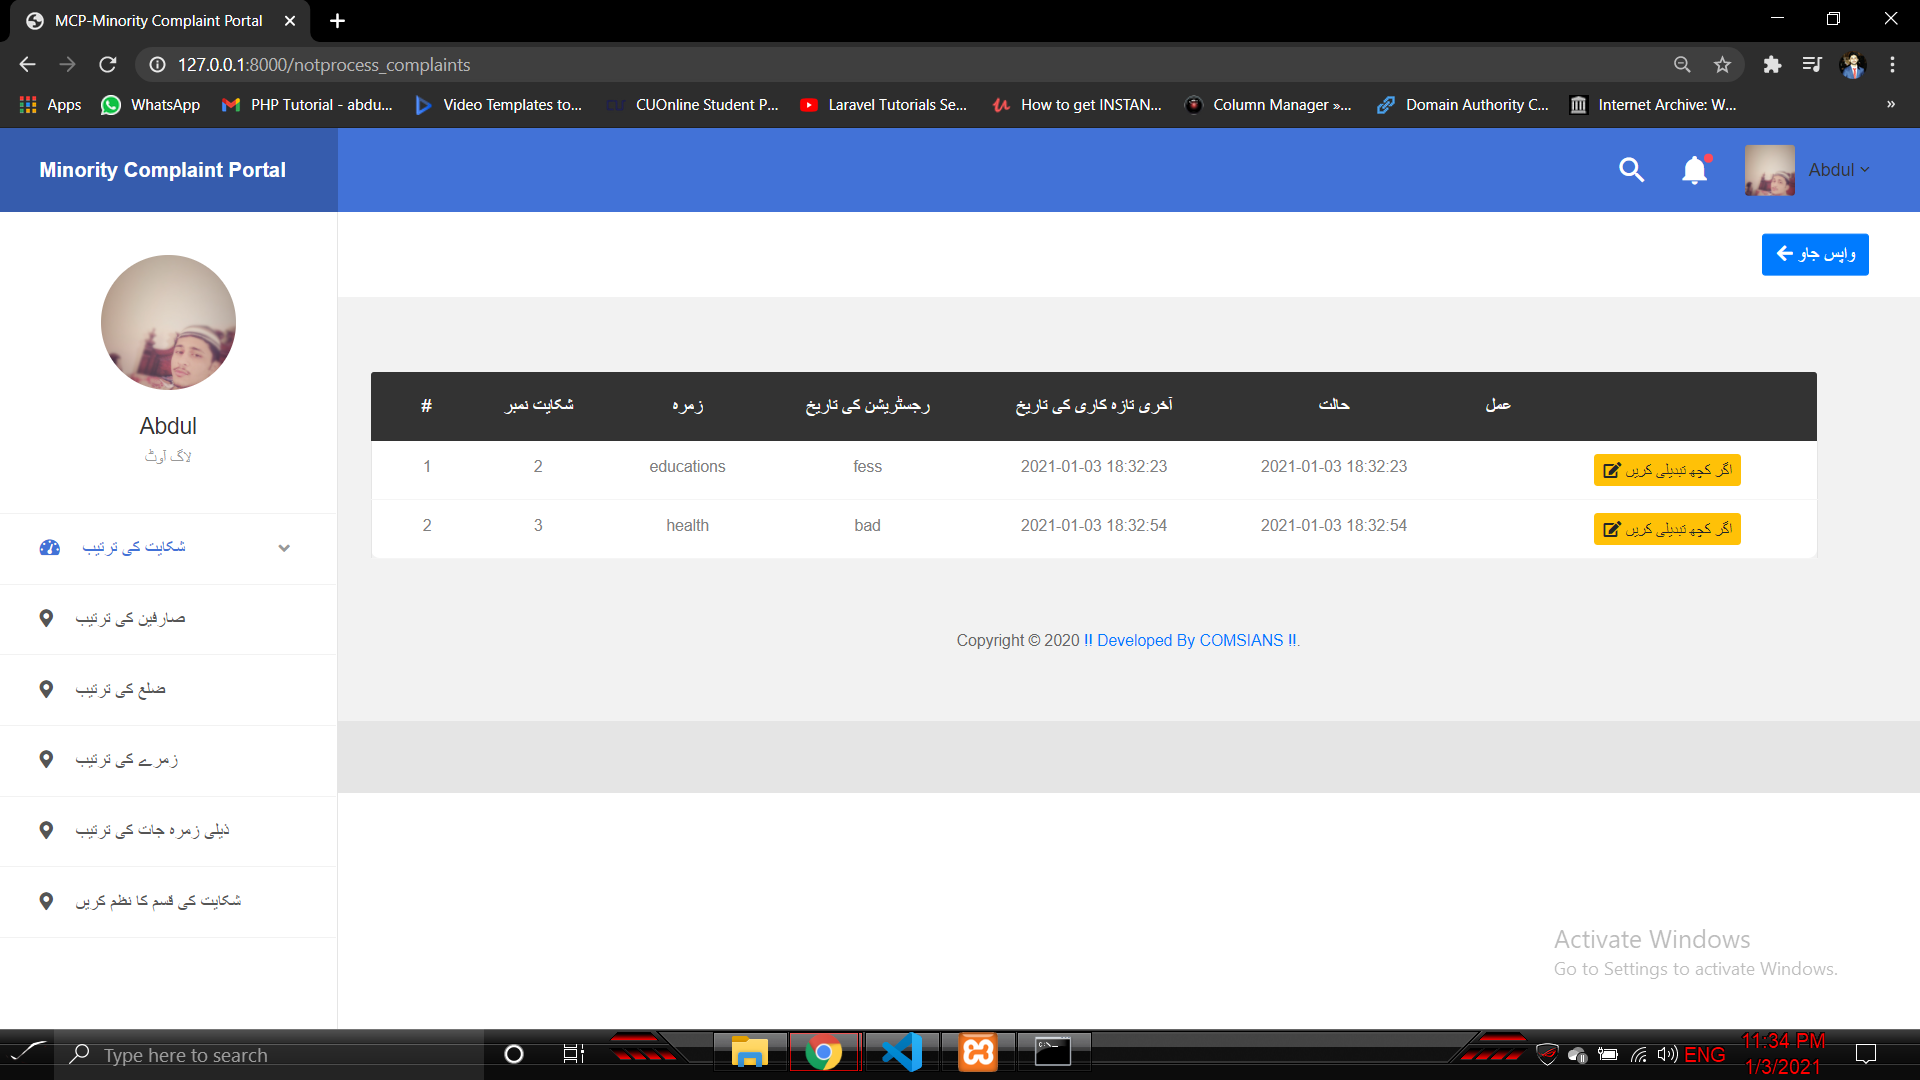 MCP-Minority Complaint Portal
127.0.0.1:8000/notprocess_complaints
Apps WhatsApp PHP Tutorial - abdu... Video Templates to... CUOnline Student P... Laravel Tutorials Se... How to get INSTAN... Column Manager »... Domain Authority C... Internet Archive: W... »
Minority Complaint Portal
Abdul
واپس جاو
Abdul
لاگ آوٹ
شکایت کی ترتیب
صارفین کی ترتیب
ضلع کی ترتیب
زمرے کی ترتیب
ذیلی زمرہ جات کی ترتیب
شکایت کی قسم کا نظم کریں
# شکایت نمبر زمرہ رجسٹریشن کی تاریخ آخری تازہ کاری کی تاریخ حالت عمل
1 2 educations fess 2021-01-03 18:32:23 2021-01-03 18:32:23 اگر کچھ تبدیلی کریں
2 3 health bad 2021-01-03 18:32:54 2021-01-03 18:32:54 اگر کچھ تبدیلی کریں
Copyright © 2020 !! Developed By COMSIANS !!.
Activate Windows
Go to Settings to activate Windows.
Type here to search
ENG
11:34 PM
1/3/2021